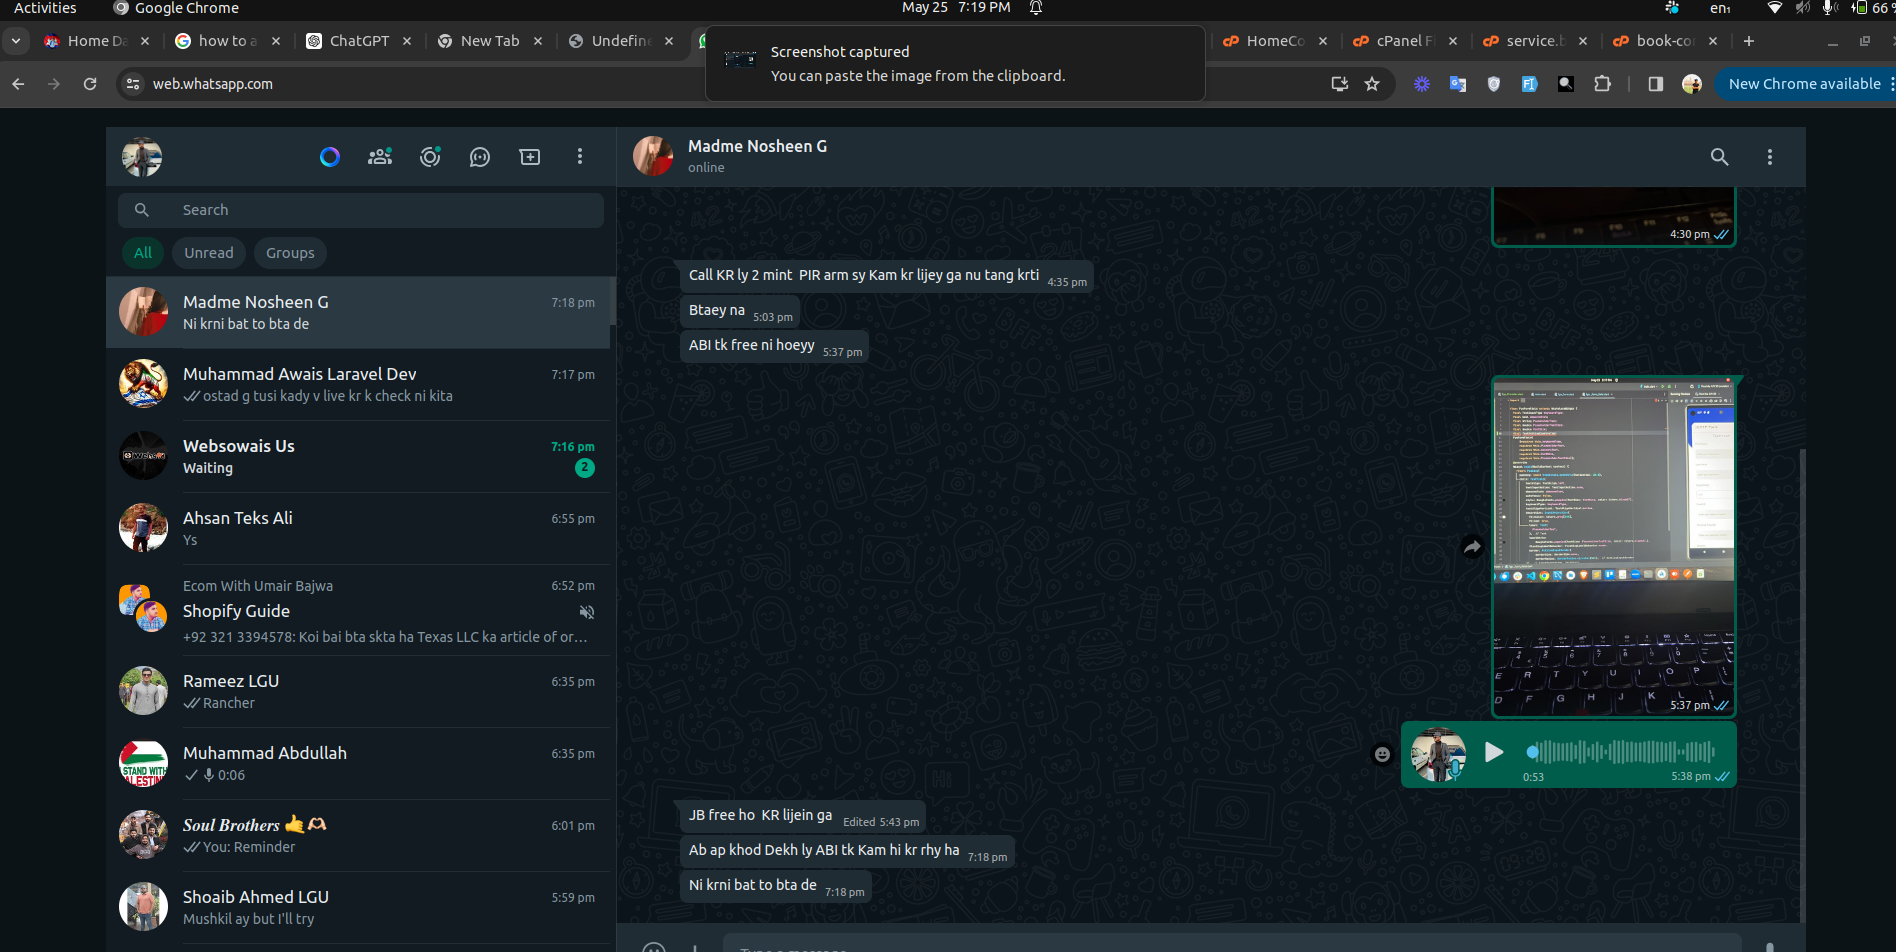 Activities
Google Chrome
May 25 7:19 PM
en₁
66 %
Home Da
how to a
ChatGPT
New Tab
Undefine
HomeCo
cPanel Fi
service.b
book-co
Screenshot captured
You can paste the image from the clipboard.
web.whatsapp.com
New Chrome available
Search
All
Unread
Groups
Madme Nosheen G
7:18 pm
Ni krni bat to bta de
Muhammad Awais Laravel Dev
7:17 pm
ostad g tusi kady v live kr k check ni kita
Websowais Us
7:16 pm
Waiting
2
Ahsan Teks Ali
6:55 pm
Ys
Ecom With Umair Bajwa
6:52 pm
Shopify Guide
+92 321 3394578: Koi bai bta skta ha Texas LLC ka article of or…
Rameez LGU
6:35 pm
Rancher
STAND WITH
Muhammad Abdullah
6:35 pm
0:06
Soul Brothers 🤙🫶
6:01 pm
You: Reminder
Shoaib Ahmed LGU
5:59 pm
Mushkil ay but I'll try
Madme Nosheen G
online
4:30 pm
Call KR ly 2 mint PIR arm sy Kam kr lijey ga nu tang krti
4:35 pm
Btaey na
5:03 pm
ABI tk free ni hoeyy
5:37 pm
E R T Y U I O P
D F G H J K L
5:37 pm
0:53
5:38 pm
JB free ho KR lijein ga
Edited 5:43 pm
Ab ap khod Dekh ly ABI tk Kam hi kr rhy ha
7:18 pm
Ni krni bat to bta de
7:18 pm
Type a message